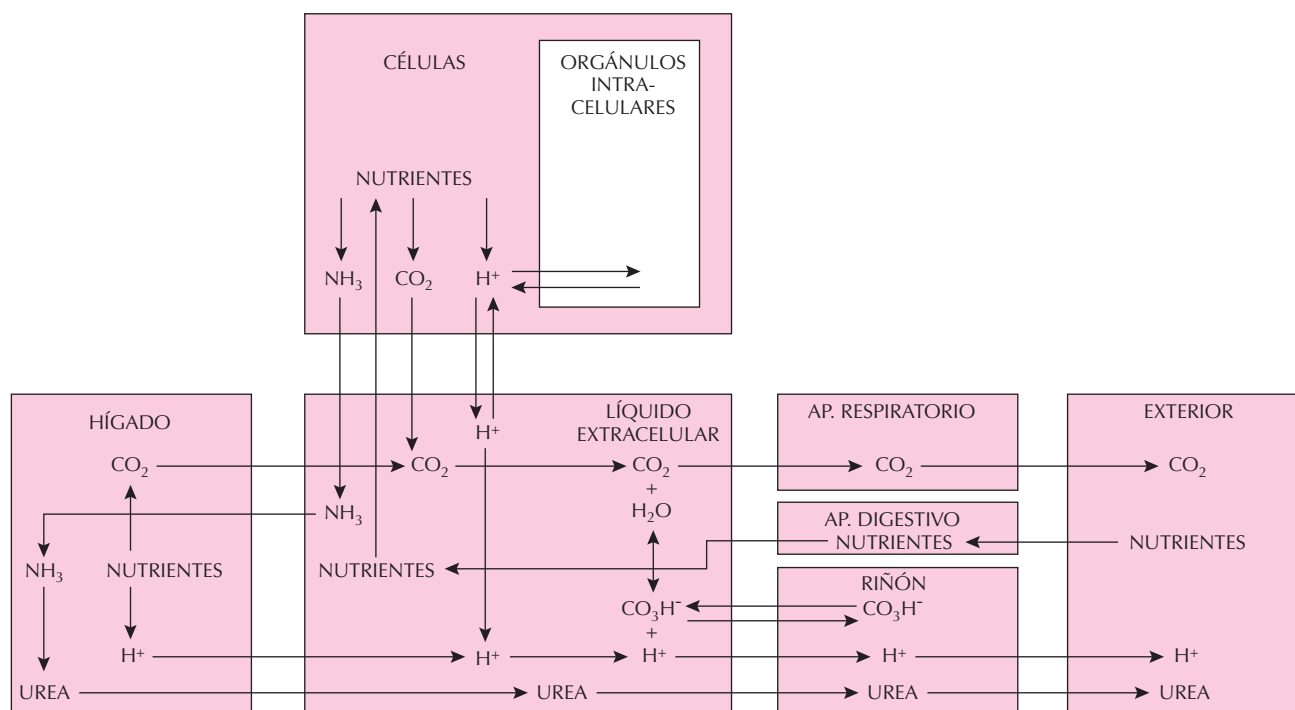 CÉLULAS
ORGÁNULOS
INTRA-
CELULARES
NUTRIENTES
NH₃ CO₂ H⁺
HÍGADO
CO₂
NH₃ NUTRIENTES
H⁺
UREA
LÍQUIDO
EXTRACELULAR
H⁺
CO₂ CO₂
+
H₂O
NH₃
NUTRIENTES
CO₃H⁻
+
H⁺ H⁺
UREA
AP. RESPIRATORIO
CO₂
AP. DIGESTIVO
NUTRIENTES
RIÑÓN
CO₃H⁻
H⁺
UREA
EXTERIOR
CO₂
NUTRIENTES
H⁺
UREA